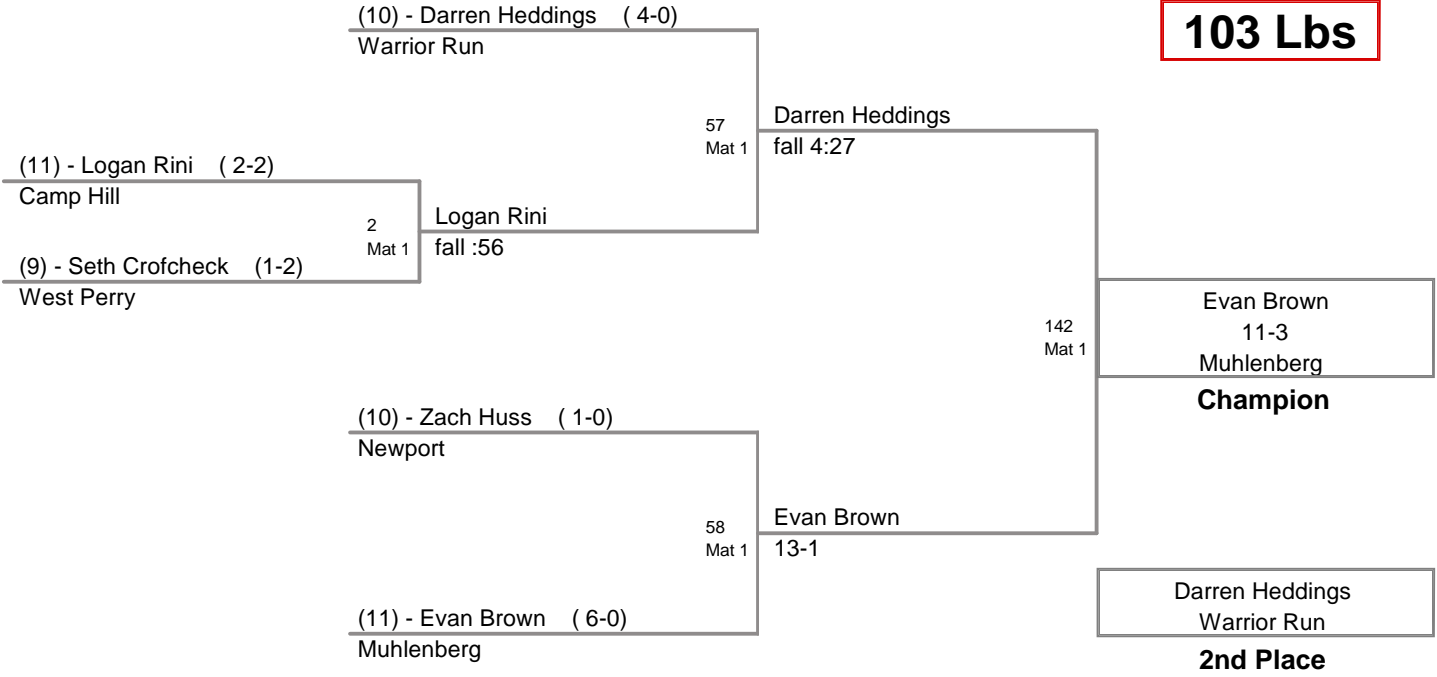 (10) - Darren Heddings ( 4-0)
Warrior Run
103 Lbs
57
Mat 1
Darren Heddings
fall 4:27
(11) - Logan Rini ( 2-2)
Camp Hill
2
Mat 1
Logan Rini
fall :56
(9) - Seth Crofcheck (1-2)
West Perry
142
Mat 1
Evan Brown
11-3
Muhlenberg
Champion
(10) - Zach Huss ( 1-0)
Newport
58
Mat 1
Evan Brown
13-1
(11) - Evan Brown ( 6-0)
Muhlenberg
Darren Heddings
Warrior Run
2nd Place